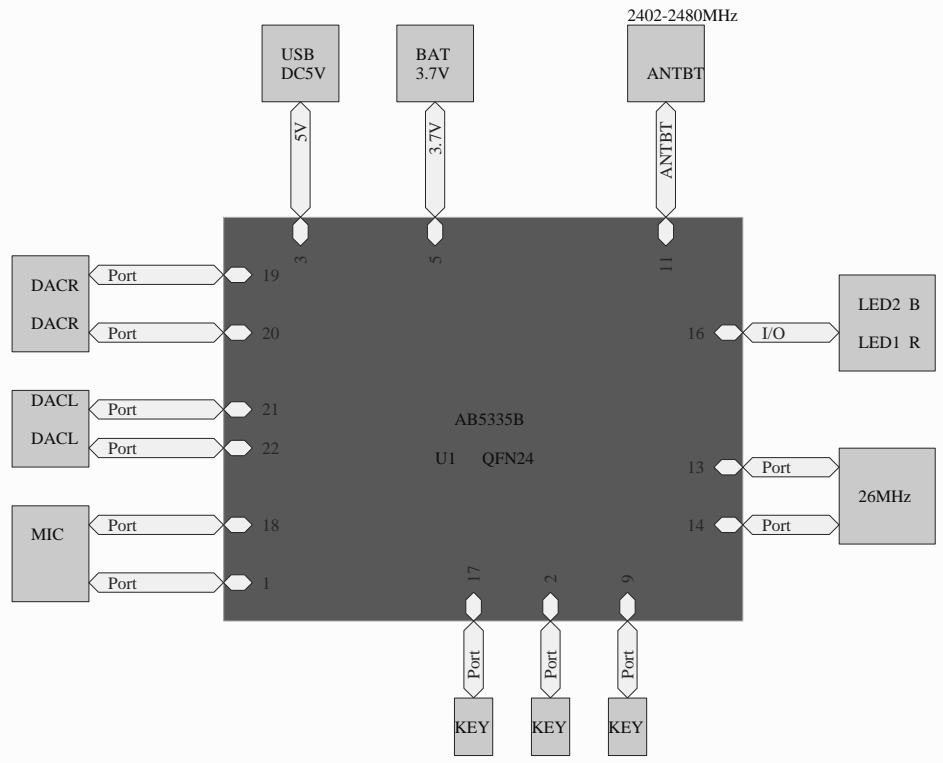 2402-2480MHz
USB
DC5V
BAT
3.7V
ANTBT
5V
3.7V
ANTBT
3
5
11
DACR
DACR
Port
19
Port
20
16
I/O
LED2 B
LED1 R
DACL
DACL
Port
21
Port
22
AB5335B
U1 QFN24
13
Port
14
Port
26MHz
MIC
Port
18
Port
1
17
2
9
Port
Port
Port
KEY
KEY
KEY